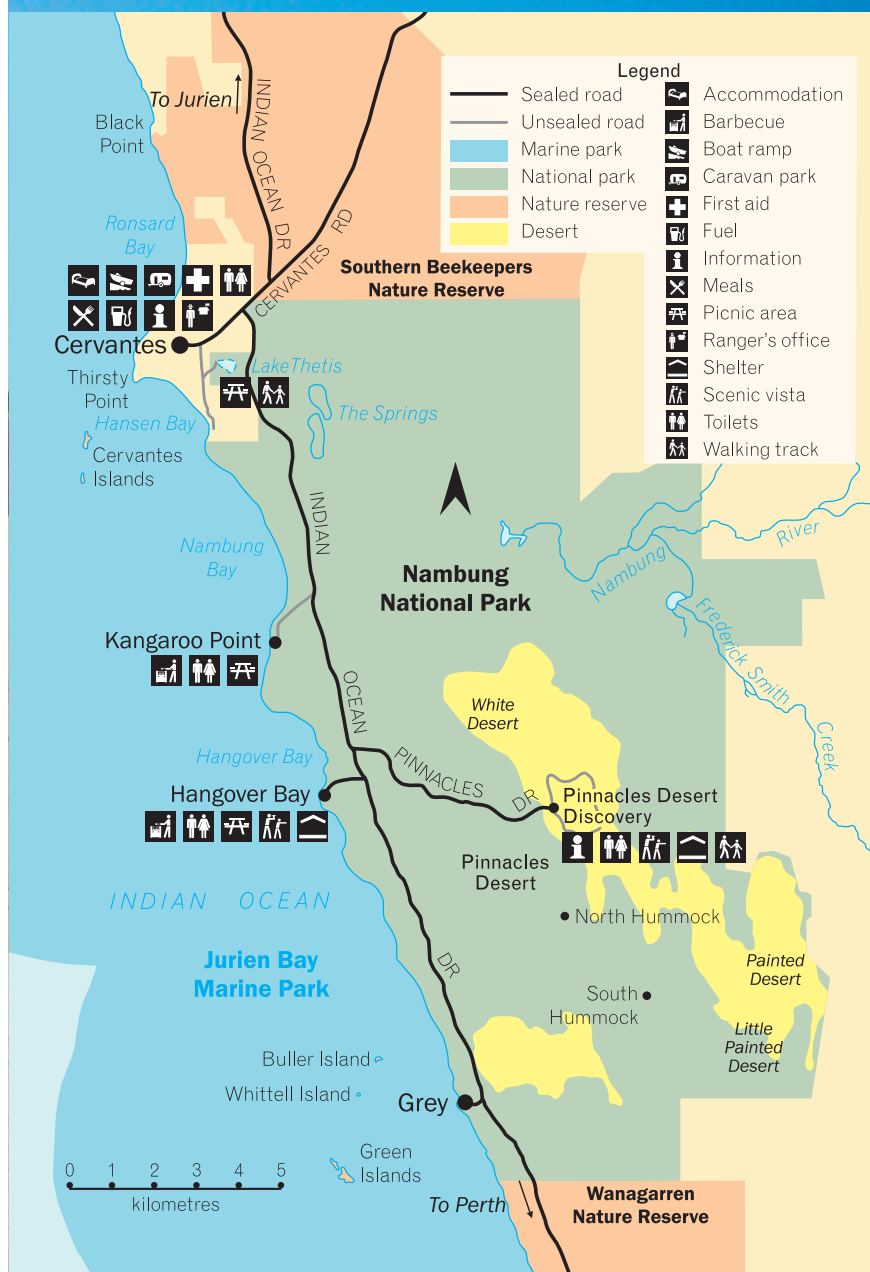 Legend
Sealed road
Unsealed road
Marine park
National park
Nature reserve
Desert
Accommodation
Barbecue
Boat ramp
Caravan park
First aid
Fuel
Information
Meals
Picnic area
Ranger's office
Shelter
Scenic vista
Toilets
Walking track
To Jurien
INDIAN OCEAN DR
Black
Point
Ronsard
Bay
CERVANTES RD
Southern Beekeepers
Nature Reserve
Cervantes
Lake Thetis
Thirsty
Point
The Springs
Hansen Bay
Cervantes
Islands
INDIAN
OCEAN
DR
Nambung
Bay
Nambung
National Park
Nambung
River
Frederick Smith
Creek
Kangaroo Point
White
Desert
Hangover Bay
PINNACLES
DR
Hangover Bay
Pinnacles Desert
Discovery
Pinnacles
Desert
INDIAN OCEAN
North Hummock
Jurien Bay
Marine Park
Painted
Desert
South
Hummock
Little
Painted
Desert
Buller Island
Whittell Island
Grey
Green
Islands
0 1 2 3 4 5
kilometres
To Perth
Wanagarren
Nature Reserve